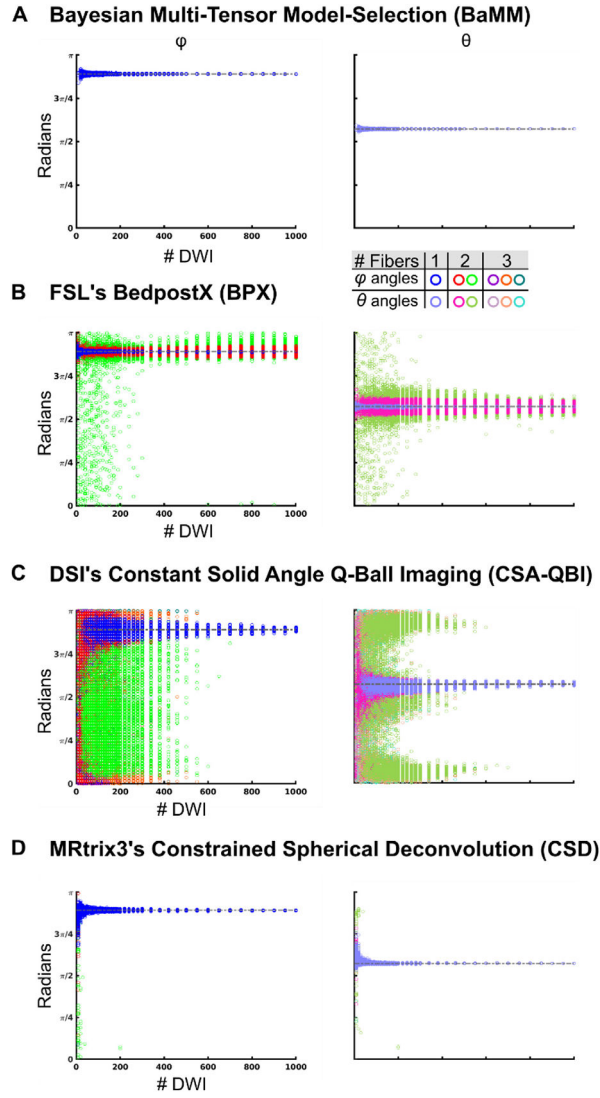 A Bayesian Multi-Tensor Model-Selection (BaMM)
φ θ
π
3π/4
π/2
π/4
0
Radians
0 200 400 600 800 1000
# DWI
# Fibers 1 2 3
φ angles
θ angles
B FSL's BedpostX (BPX)
π
3π/4
π/2
π/4
0
Radians
0 200 400 600 800 1000
# DWI
C DSI's Constant Solid Angle Q-Ball Imaging (CSA-QBI)
π
3π/4
π/2
π/4
0
Radians
0 200 400 600 800 1000
# DWI
D MRtrix3's Constrained Spherical Deconvolution (CSD)
π
3π/4
π/2
π/4
0
Radians
0 200 400 600 800 1000
# DWI